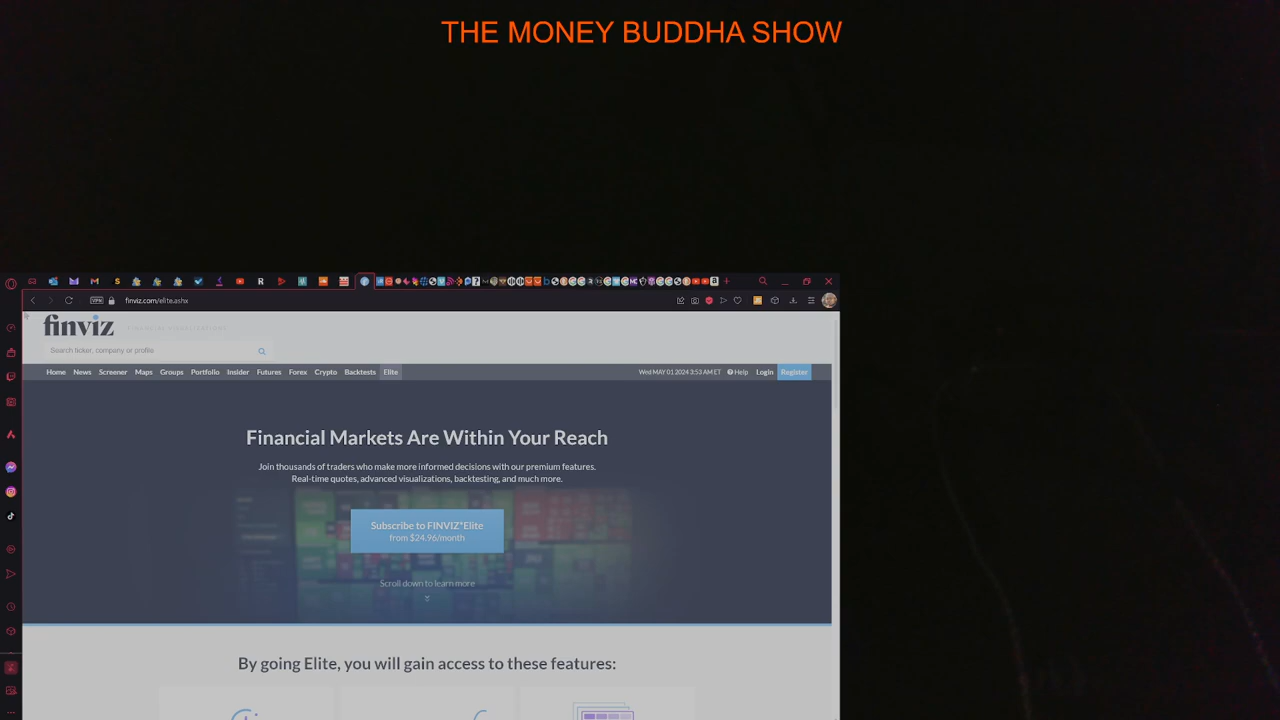 THE MONEY BUDDHA SHOW
VPN
finviz.com/elite.ashx
finviz
Search ticker, company or profile
Home News Screener Maps Groups Portfolio Insider Futures Forex Crypto Backtests Elite
Wed MAY 01 2024 3:53 AM ET Help Login Register
Financial Markets Are Within Your Reach
Join thousands of traders who make more informed decisions with our premium features.
Real-time quotes, advanced visualizations, backtesting, and much more.
Subscribe to FINVIZ*Elite
from $24.96/month
Scroll down to learn more
By going Elite, you will gain access to these features: